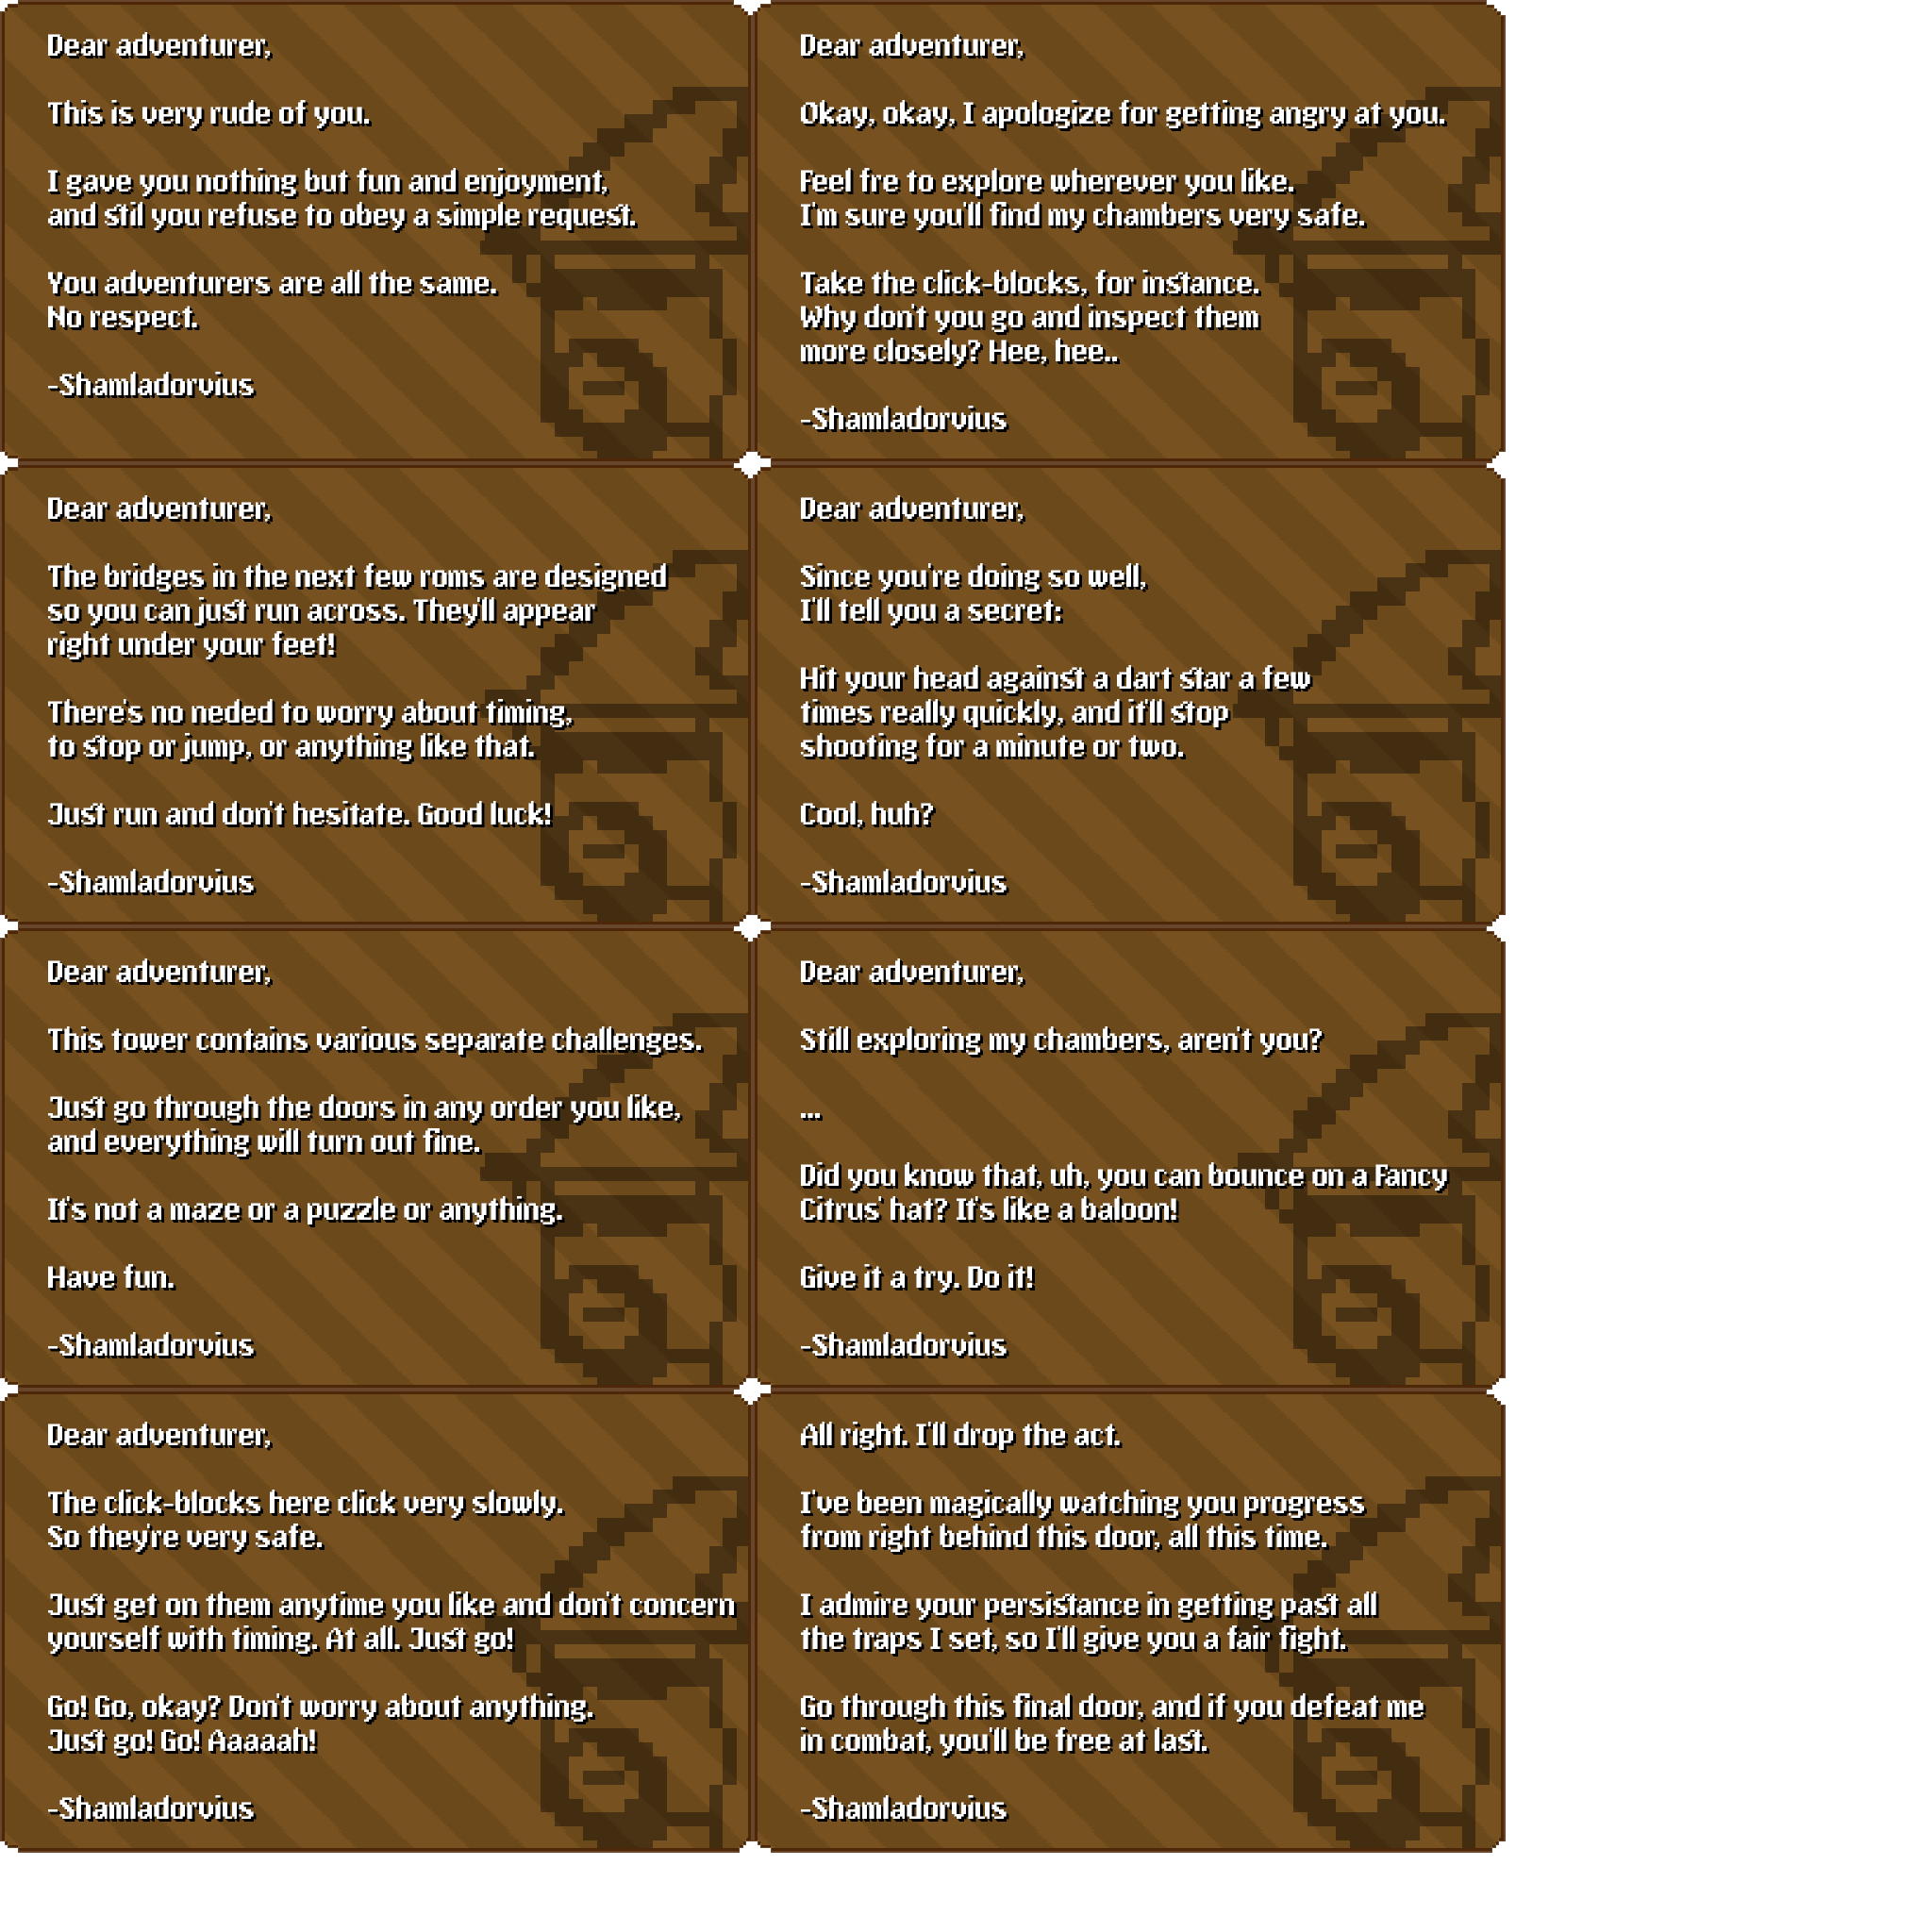 Dear adventurer,
This is very rude of you.
I gave you nothing but fun and enjoyment,
and stil you refuse to obey a simple request.
You adventurers are all the same.
No respect.
-Shamladorvius
Dear adventurer,
Okay, okay, I apologize for getting angry at you.
Feel fre to explore wherever you like.
I'm sure you'll find my chambers very safe.
Take the click-blocks, for instance.
Why don't you go and inspect them
more closely? Hee, hee..
-Shamladorvius
Dear adventurer,
The bridges in the next few roms are designed
so you can just run across. They'll appear
right under your feet!
There's no neded to worry about timing,
to stop or jump, or anything like that.
Just run and don't hesitate. Good luck!
-Shamladorvius
Dear adventurer,
Since you're doing so well,
I'll tell you a secret:
Hit your head against a dart star a few
times really quickly, and it'll stop
shooting for a minute or two.
Cool, huh?
-Shamladorvius
Dear adventurer,
This tower contains various separate challenges.
Just go through the doors in any order you like,
and everything will turn out fine.
It's not a maze or a puzzle or anything.
Have fun.
-Shamladorvius
Dear adventurer,
Still exploring my chambers, aren't you?
...
Did you know that, uh, you can bounce on a Fancy
Citrus' hat? It's like a baloon!
Give it a try. Do it!
-Shamladorvius
Dear adventurer,
The click-blocks here click very slowly.
So they're very safe.
Just get on them anytime you like and don't concern
yourself with timing. At all. Just go!
Go! Go, okay? Don't worry about anything.
Just go! Go! Aaaaah!
-Shamladorvius
All right. I'll drop the act.
I've been magically watching you progress
from right behind this door, all this time.
I admire your persistance in getting past all
the traps I set, so I'll give you a fair fight.
Go through this final door, and if you defeat me
in combat, you'll be free at last.
-Shamladorvius